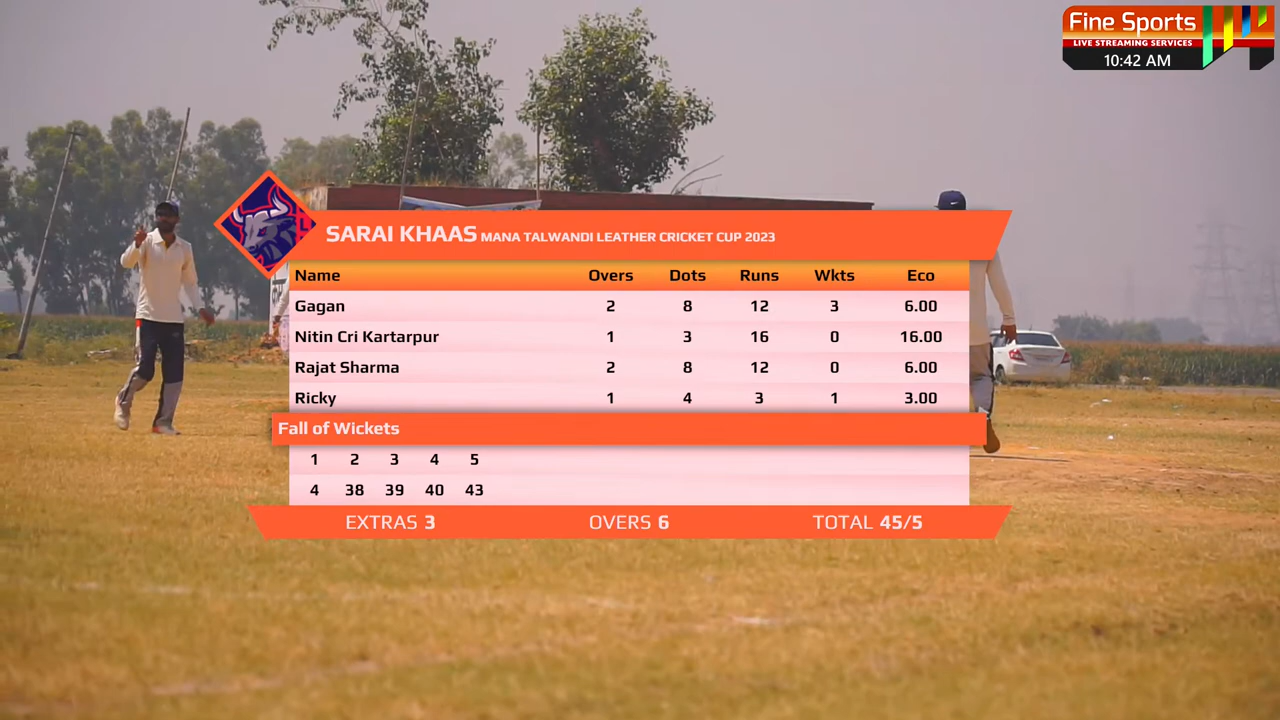 Fine Sports
LIVE STREAMING SERVICES
10:42 AM
SARAI KHAAS MANA TALWANDI LEATHER CRICKET CUP 2023
Name Overs Dots Runs Wkts Eco
Gagan 2 8 12 3 6.00
Nitin Cri Kartarpur 1 3 16 0 16.00
Rajat Sharma 2 8 12 0 6.00
Ricky 1 4 3 1 3.00
Fall of Wickets
1 2 3 4 5
4 38 39 40 43
EXTRAS 3 OVERS 6 TOTAL 45/5